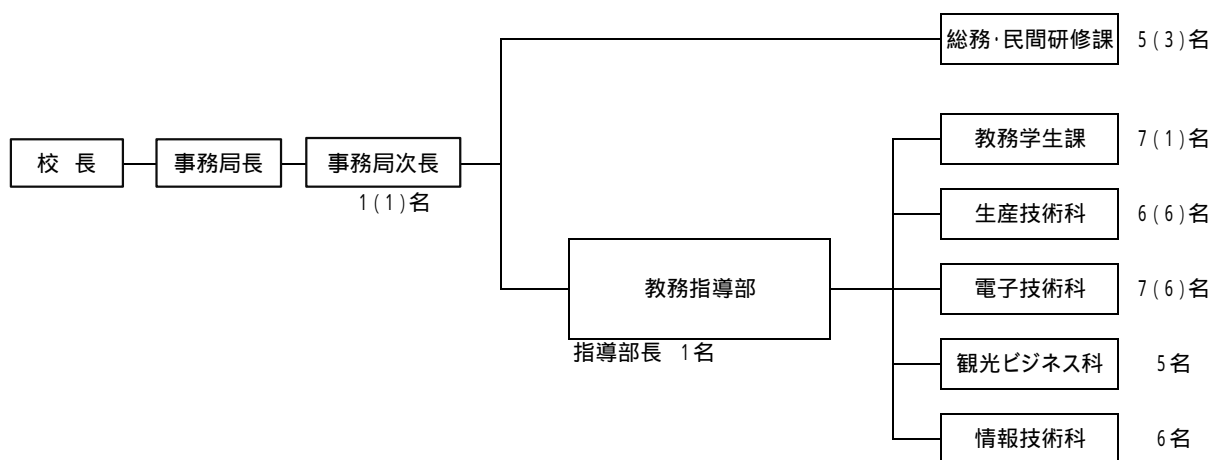 総務・民間研修課 5(3)名
教務学生課 7(1)名
校 長 事務局長 事務局次長
1(1)名
生産技術科 6(6)名
教務指導部
電子技術科 7(6)名
指導部長 1名
観光ビジネス科 5名
情報技術科 6名